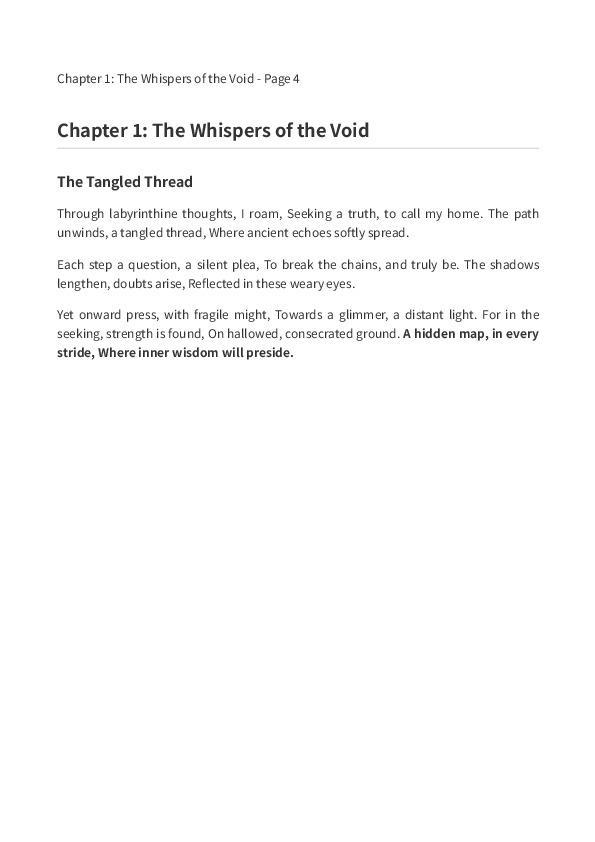 Chapter 1: The Whispers of the Void - Page 4
Chapter 1: The Whispers of the Void
The Tangled Thread
Through labyrinthine thoughts, I roam, Seeking a truth, to call my home. The path
unwinds, a tangled thread, Where ancient echoes softly spread.
Each step a question, a silent plea, To break the chains, and truly be. The shadows
lengthen, doubts arise, Reflected in these weary eyes.
Yet onward press, with fragile might, Towards a glimmer, a distant light. For in the
seeking, strength is found, On hallowed, consecrated ground. A hidden map, in every
stride, Where inner wisdom will preside.